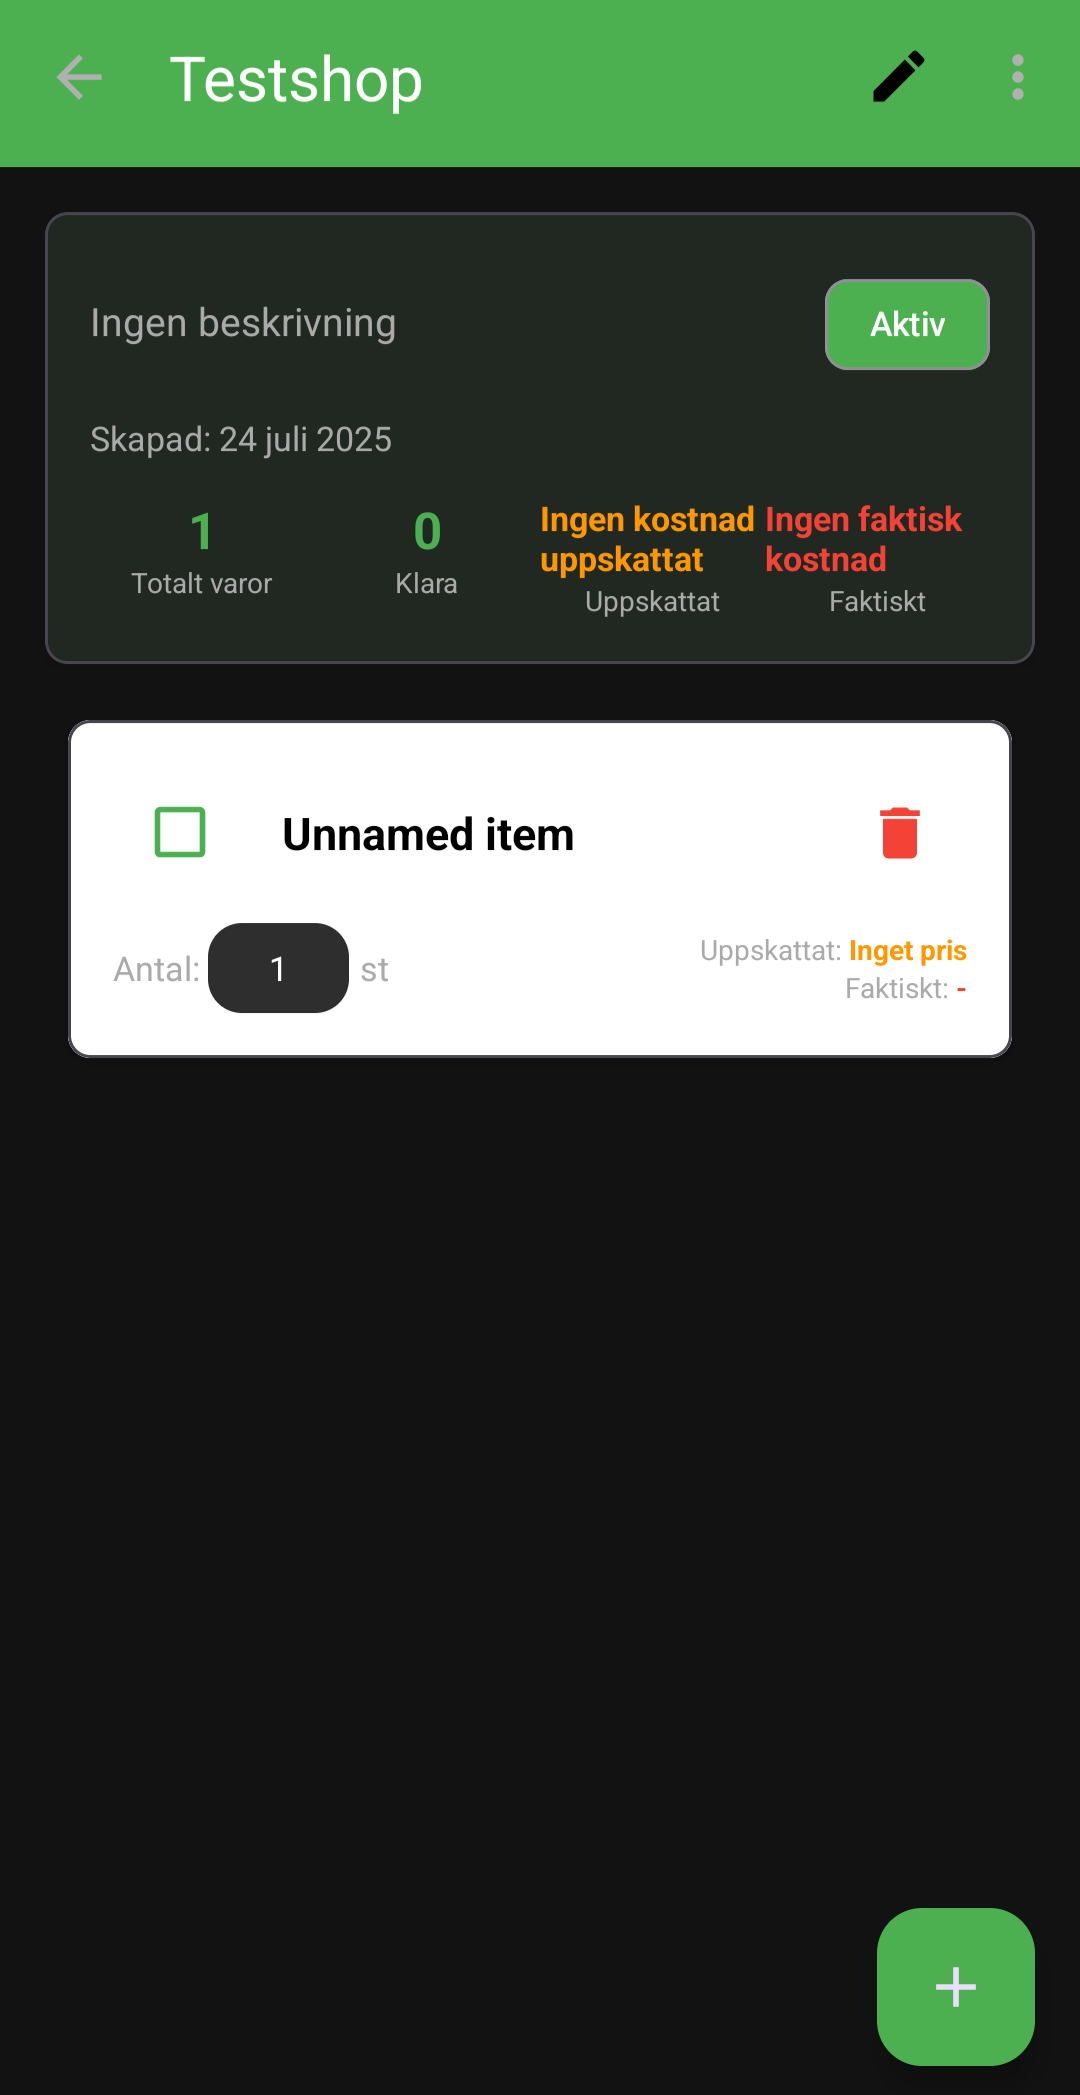 Testshop
Ingen beskrivning
Aktiv
Skapad: 24 juli 2025
1
Totalt varor
0
Klara
Ingen kostnad
uppskattat
Uppskattat
Ingen faktisk
kostnad
Faktiskt
Unnamed item
Antal: 1 st
Uppskattat: Inget pris
Faktiskt: -